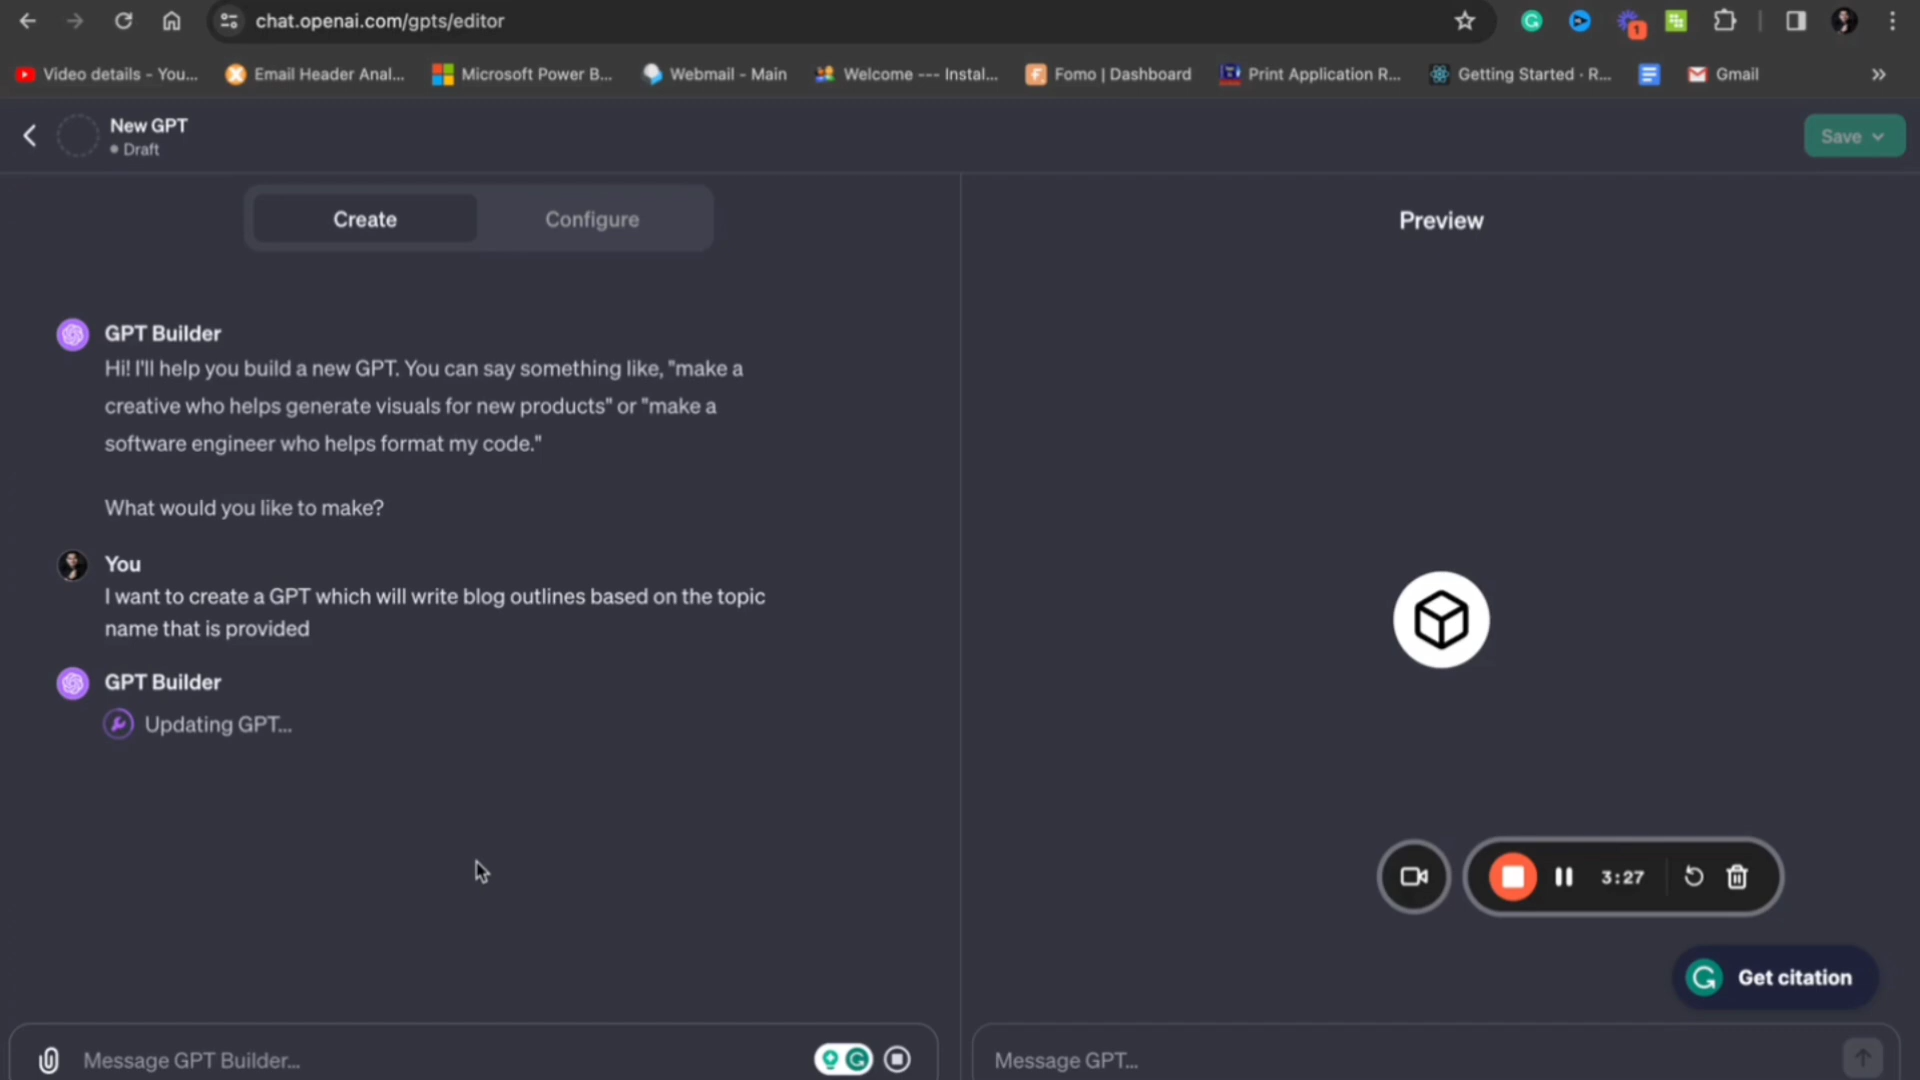 chat.openai.com/gpts/editor
1
Video details - You...
Email Header Anal...
Microsoft Power B...
Webmail - Main
Welcome --- Instal...
Fomo | Dashboard
Print Application R...
Getting Started · R...
Gmail
New GPT
Draft
Save
Create
Configure
Preview
GPT Builder
Hi! I'll help you build a new GPT. You can say something like, "make a
creative who helps generate visuals for new products" or "make a
software engineer who helps format my code."
What would you like to make?
You
I want to create a GPT which will write blog outlines based on the topic
name that is provided
GPT Builder
Updating GPT...
3:27
Get citation
Message GPT Builder...
Message GPT...